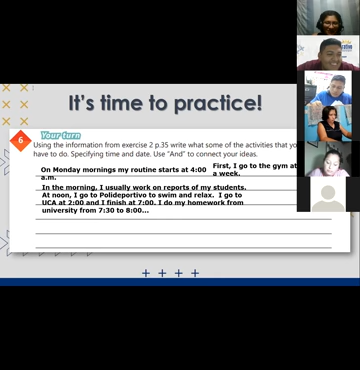 It's time to practice!
6
Your turn
Using the information from exercise 2 p.35 write what some of the activities that you
have to do. Specifying time and date. Use "And" to connect your ideas.
On Monday mornings my routine starts at 4:00 a.m.
First, I go to the gym at
a week.
In the morning, I usually work on reports of my students.
At noon, I go to Polideportivo to swim and relax. I go to
UCA at 2:00 and I finish at 7:00. I do my homework from
university from 7:30 to 8:00...